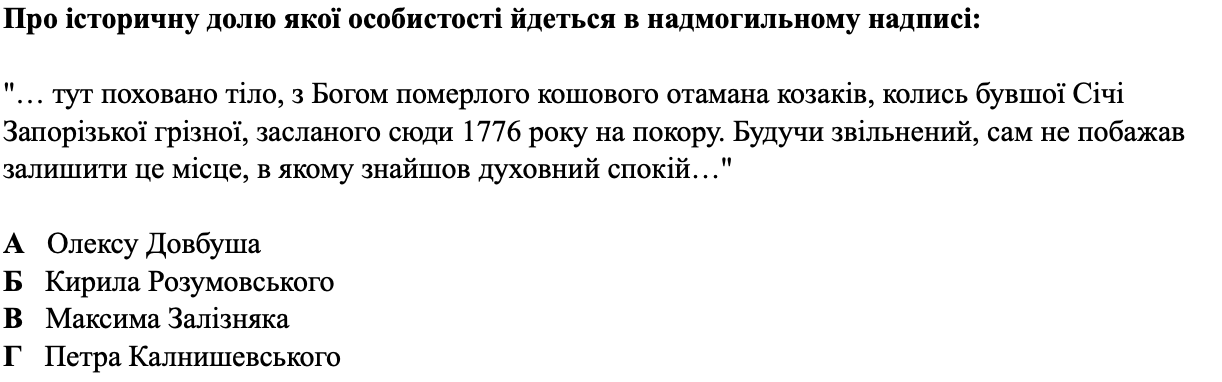 Про історичну долю якої особистості йдеться в надмогильному надписі:
"… тут поховано тіло, з Богом померлого кошового отамана козаків, колись бувшої Січі
Запорізької грізної, засланого сюди 1776 року на покору. Будучи звільнений, сам не побажав
залишити це місце, в якому знайшов духовний спокій…"
А Олексу Довбуша
Б Кирила Розумовського
В Максима Залізняка
Г Петра Калнишевського